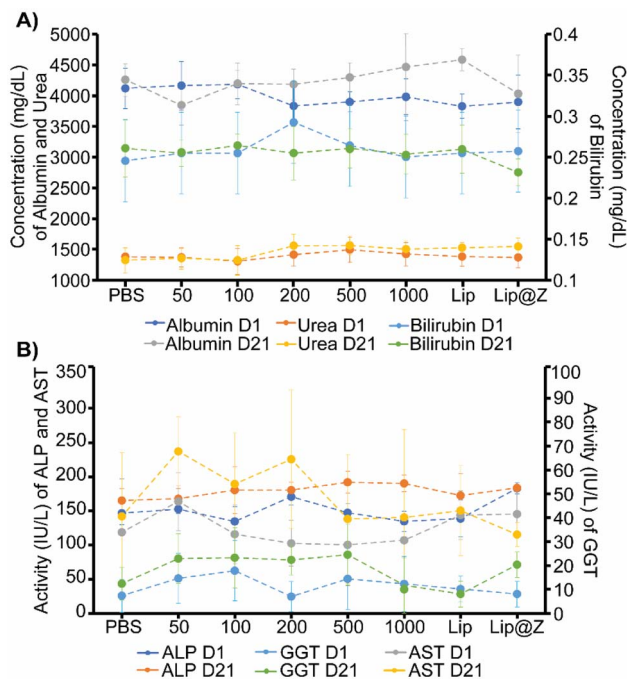 A)
Concentration (mg/dL)
of Albumin and Urea
5000
4500
4000
3500
3000
2500
2000
1500
1000
0.4
0.35
0.3
0.25
0.2
0.15
0.1
Concentration (mg/dL)
of Bilirubin
PBS 50 100 200 500 1000 Lip Lip@Z
Albumin D1 Urea D1 Bilirubin D1
Albumin D21 Urea D21 Bilirubin D21
B)
Activity (IU/L) of ALP and AST
350
300
250
200
150
100
50
0
100
90
80
70
60
50
40
30
20
10
0
Activity (IU/L) of GGT
PBS 50 100 200 500 1000 Lip Lip@Z
ALP D1 GGT D1 AST D1
ALP D21 GGT D21 AST D21